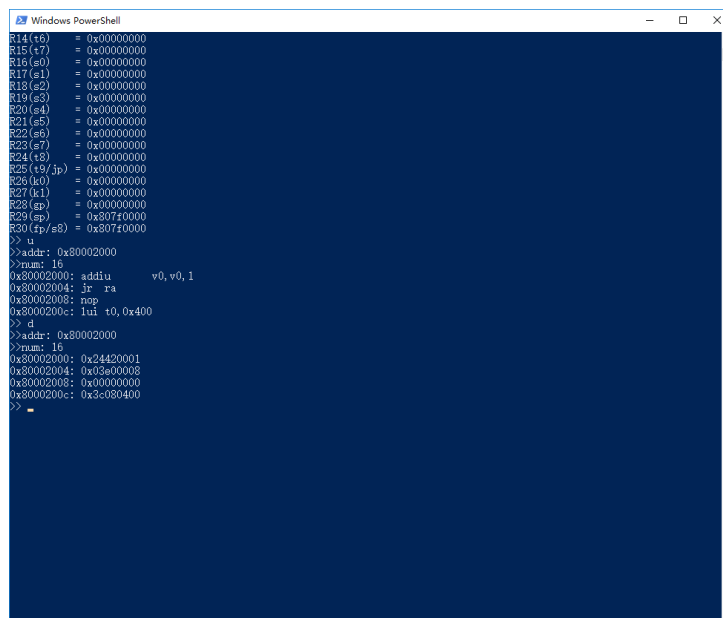 Windows PowerShell
R14(t6)    = 0x00000000
R15(t7)    = 0x00000000
R16(s0)    = 0x00000000
R17(s1)    = 0x00000000
R18(s2)    = 0x00000000
R19(s3)    = 0x00000000
R20(s4)    = 0x00000000
R21(s5)    = 0x00000000
R22(s6)    = 0x00000000
R23(s7)    = 0x00000000
R24(t8)    = 0x00000000
R25(t9/jp) = 0x00000000
R26(k0)    = 0x00000000
R27(k1)    = 0x00000000
R28(gp)    = 0x00000000
R29(sp)    = 0x807f0000
R30(fp/s8) = 0x807f0000
>> u
>>addr: 0x80002000
>>num: 16
0x80002000: addiu       v0,v0,1
0x80002004: jr  ra
0x80002008: nop
0x8000200c: lui t0,0x400
>> d
>>addr: 0x80002000
>>num: 16
0x80002000: 0x24420001
0x80002004: 0x03e00008
0x80002008: 0x00000000
0x8000200c: 0x3c080400
>>